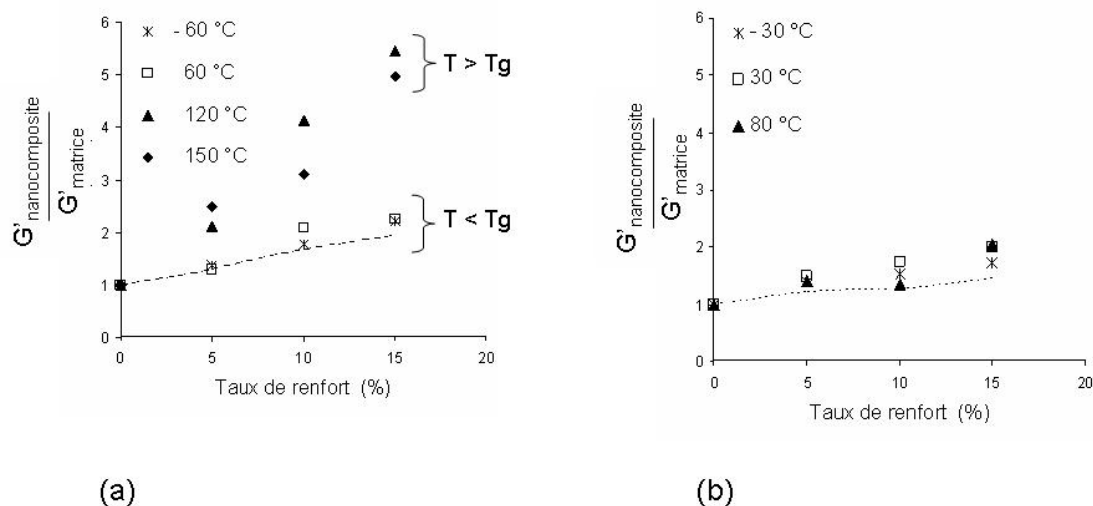 6
5
4
3
2
1
0
0 5 10 15 20
G'nanocomposite
G'matrice
- 60 °C
60 °C
120 °C
150 °C
T > Tg
T < Tg
Taux de renfort (%)
(a)
6
5
4
3
2
1
0
0 5 10 15 20
G'nanocomposite
G'matrice
- 30 °C
30 °C
80 °C
Taux de renfort (%)
(b)